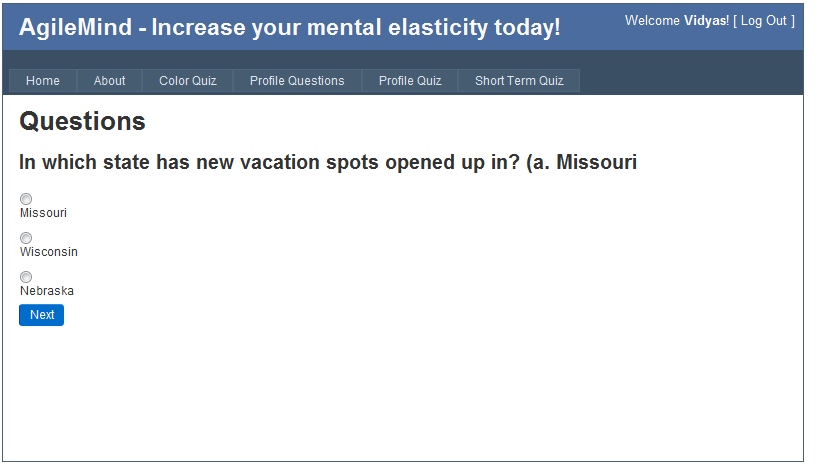 AgileMind - Increase your mental elasticity today!
Welcome Vidyas! [ Log Out ]
Home About Color Quiz Profile Questions Profile Quiz Short Term Quiz
Questions
In which state has new vacation spots opened up in? (a. Missouri
Missouri
Wisconsin
Nebraska
Next